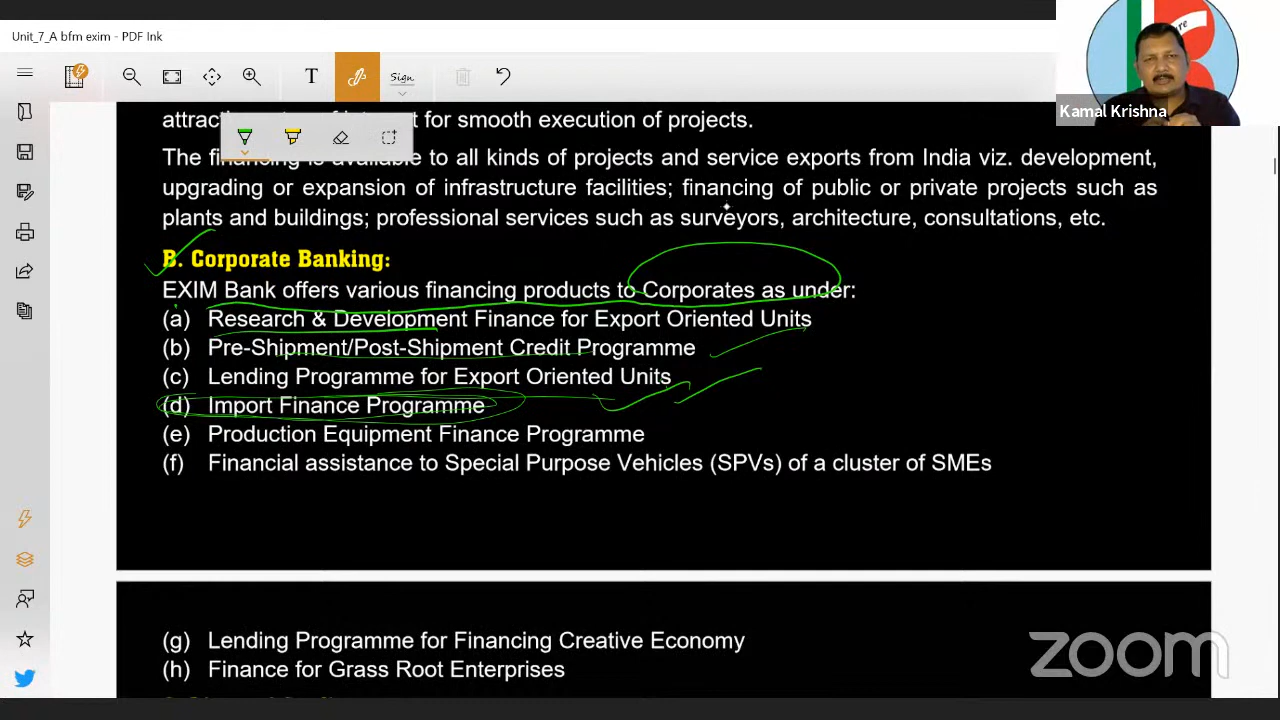 Unit_7_A bfm exim - PDF Ink
T
Sign
Kamal Krishna
for smooth execution of projects.
The financing is available to all kinds of projects and service exports from India viz. development,
upgrading or expansion of infrastructure facilities; financing of public or private projects such as
plants and buildings; professional services such as surveyors, architecture, consultations, etc.
B. Corporate Banking:
EXIM Bank offers various financing products to Corporates as under:
(a) Research & Development Finance for Export Oriented Units
(b) Pre-Shipment/Post-Shipment Credit Programme
(c) Lending Programme for Export Oriented Units
(d) Import Finance Programme
(e) Production Equipment Finance Programme
(f) Financial assistance to Special Purpose Vehicles (SPVs) of a cluster of SMEs
(g) Lending Programme for Financing Creative Economy
(h) Finance for Grass Root Enterprises
zoom